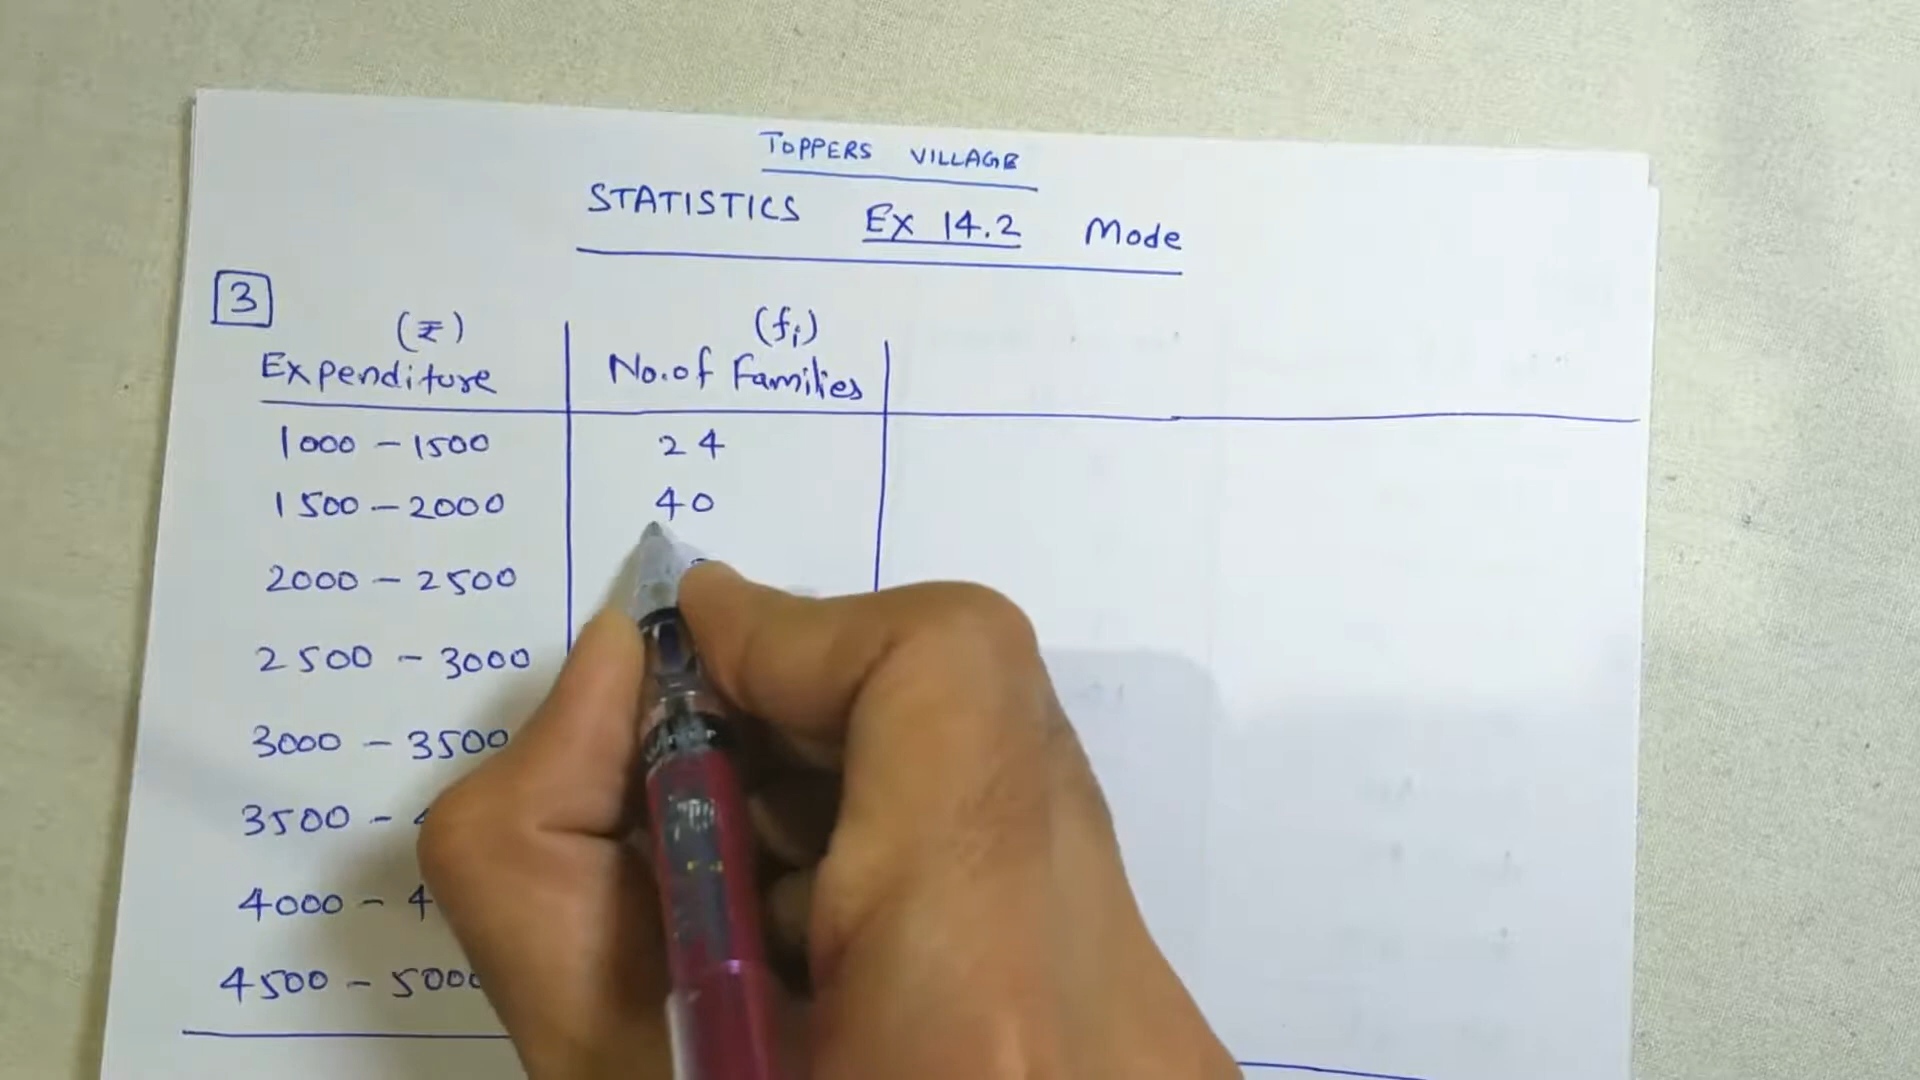 TOPPERS VILLAGE
STATISTICS Ex 14.2 Mode
3
(₹) (fi)
Expenditure No. of Families
1000 - 1500 24
1500 - 2000 40
2000 - 2500
2500 - 3000
3000 - 3500
3500 -
4000 -
4500 - 5000